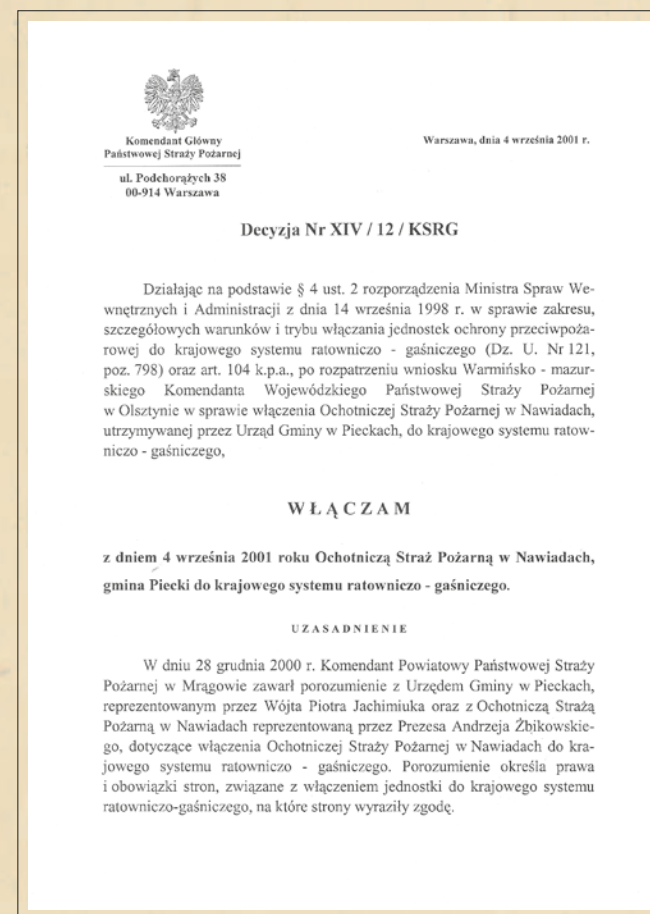 Komendant Główny
Państwowej Straży Pożarnej
ul. Podchorążych 38
00-914 Warszawa
Warszawa, dnia 4 września 2001 r.
Decyzja Nr XIV / 12 / KSRG
Działając na podstawie § 4 ust. 2 rozporządzenia Ministra Spraw We-
wnętrznych i Administracji z dnia 14 września 1998 r. w sprawie zakresu,
szczegółowych warunków i trybu włączania jednostek ochrony przeciwpoża-
rowej do krajowego systemu ratowniczo - gaśniczego (Dz. U. Nr 121,
poz. 798) oraz art. 104 k.p.a., po rozpatrzeniu wniosku Warmińsko - mazur-
skiego Komendanta Wojewódzkiego Państwowej Straży Pożarnej
w Olsztynie w sprawie włączenia Ochotniczej Straży Pożarnej w Nawiadach,
utrzymywanej przez Urząd Gminy w Pieckach, do krajowego systemu ratow-
niczo - gaśniczego,
WŁĄCZAM
z dniem 4 września 2001 roku Ochotniczą Straż Pożarną w Nawiadach,
gmina Piecki do krajowego systemu ratowniczo - gaśniczego.
UZASADNIENIE
W dniu 28 grudnia 2000 r. Komendant Powiatowy Państwowej Straży
Pożarnej w Mrągowie zawarł porozumienie z Urzędem Gminy w Pieckach,
reprezentowanym przez Wójta Piotra Jachimiuka oraz z Ochotniczą Strażą
Pożarną w Nawiadach reprezentowaną przez Prezesa Andrzeja Żbikowskie-
go, dotyczące włączenia Ochotniczej Straży Pożarnej w Nawiadach do kra-
jowego systemu ratowniczo - gaśniczego. Porozumienie określa prawa
i obowiązki stron, związane z włączeniem jednostki do krajowego systemu
ratowniczo-gaśniczego, na które strony wyraziły zgodę.